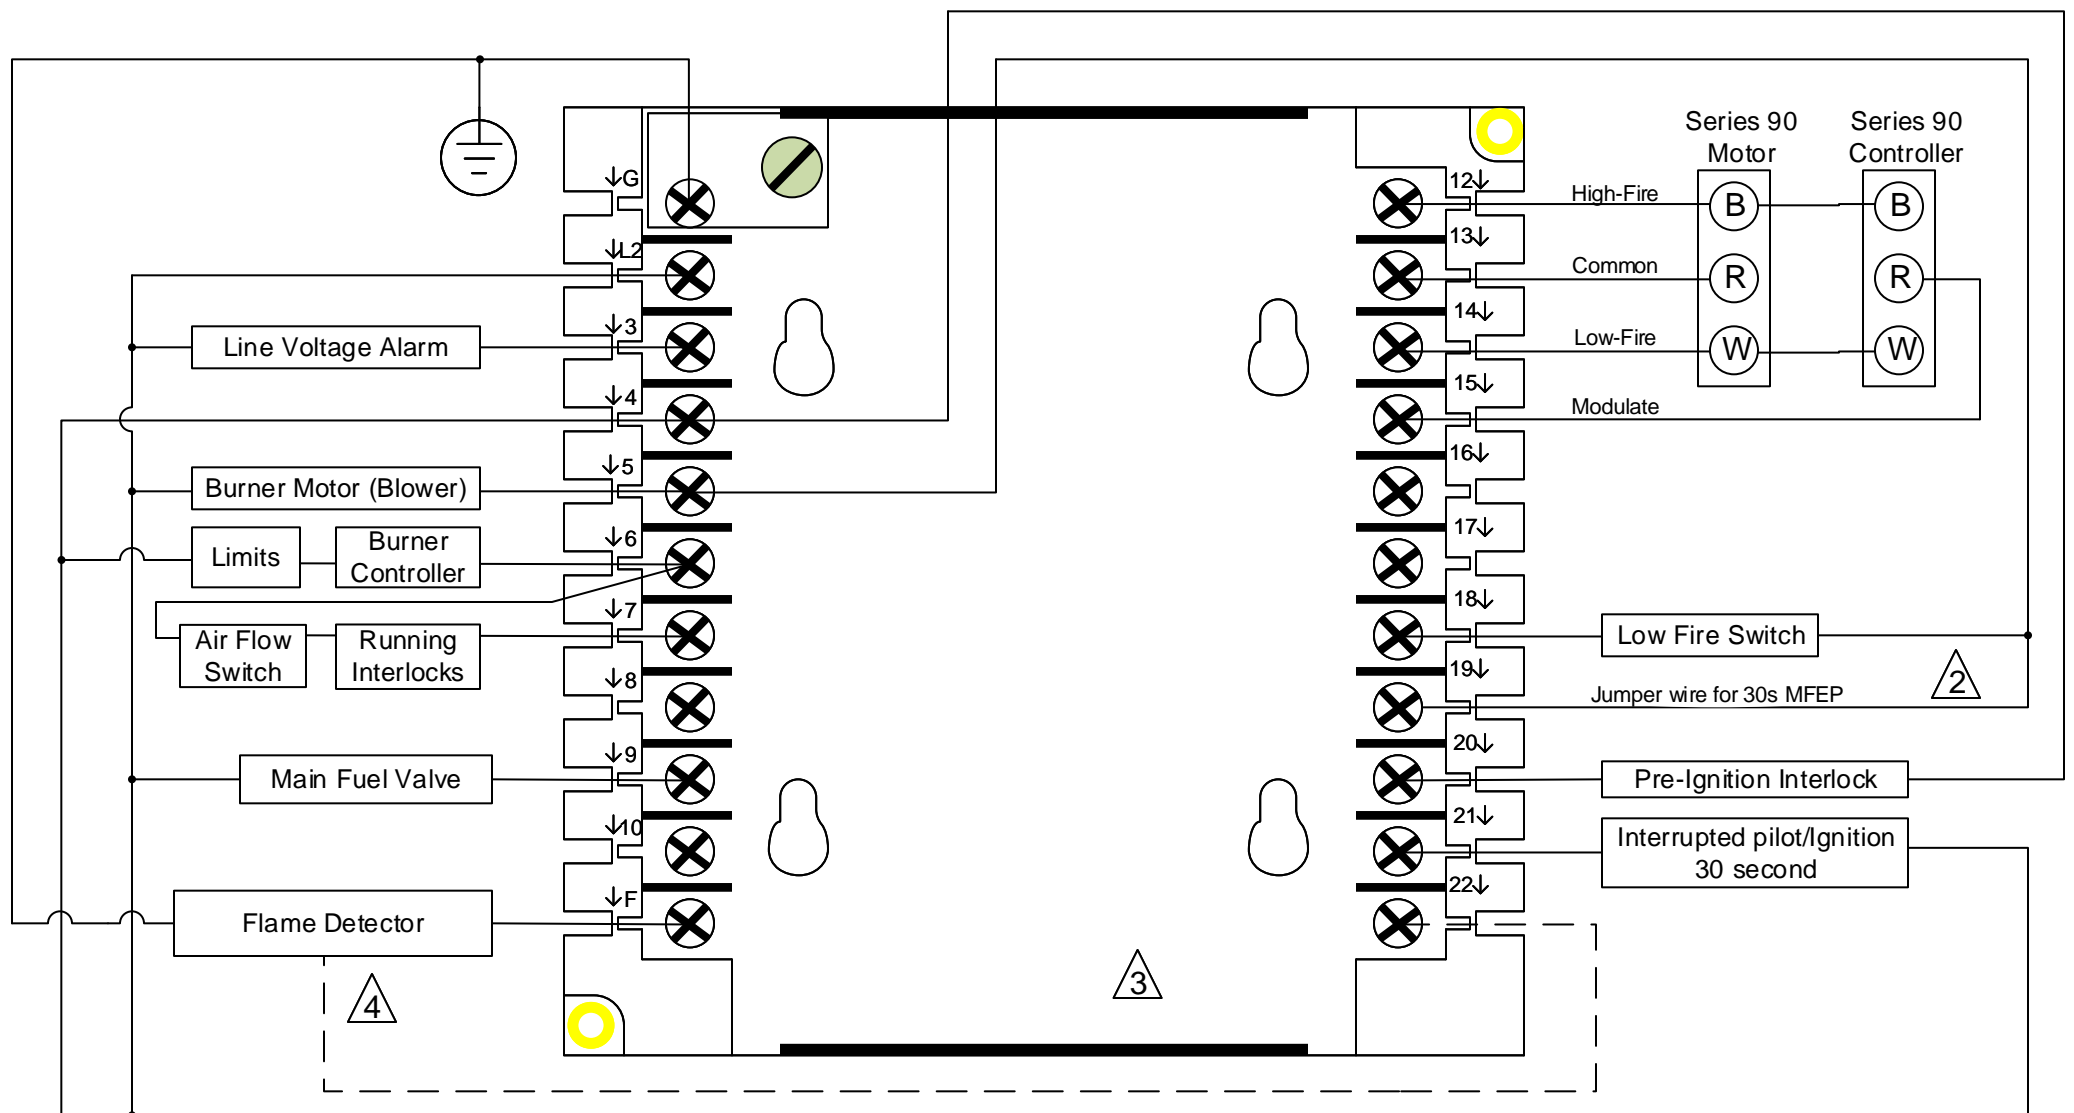 Series 90
Motor
Series 90
Controller
G
L2
3
4
5
6
7
8
9
10
F
Line Voltage Alarm
Burner Motor (Blower)
Limits
Burner
Controller
Air Flow
Switch
Running
Interlocks
Main Fuel Valve
Flame Detector
4
3
12
13
14
15
16
17
18
19
20
21
22
High-Fire
Common
Low-Fire
Modulate
B
R
W
B
R
W
Low Fire Switch
2
Jumper wire for 30s MFEP
Pre-Ignition Interlock
Interrupted pilot/Ignition
30 second